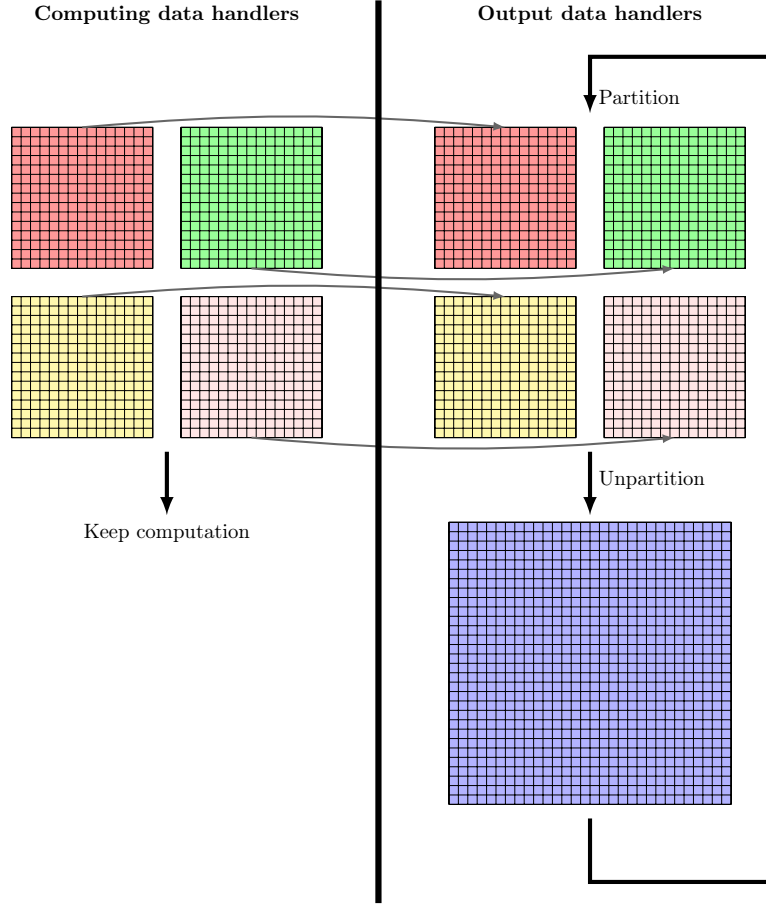 Computing data handlers
Output data handlers
Partition
Unpartition
Keep computation